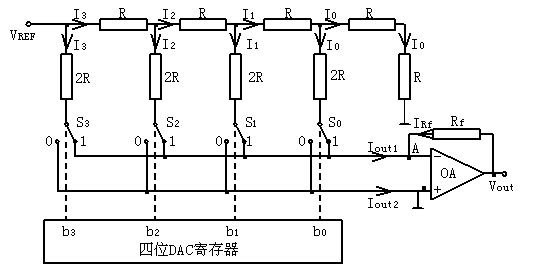 I3 R I2 R I1 R I0 R
VREF I3 I2 I1 I0 I0
2R 2R 2R 2R R
S3 S2 S1 S0 IRf Rf
0 1 0 1 0 1 0 1 Iout1 A −
OA Vout
Iout2 +
b3 b2 b1 b0
四位DAC寄存器